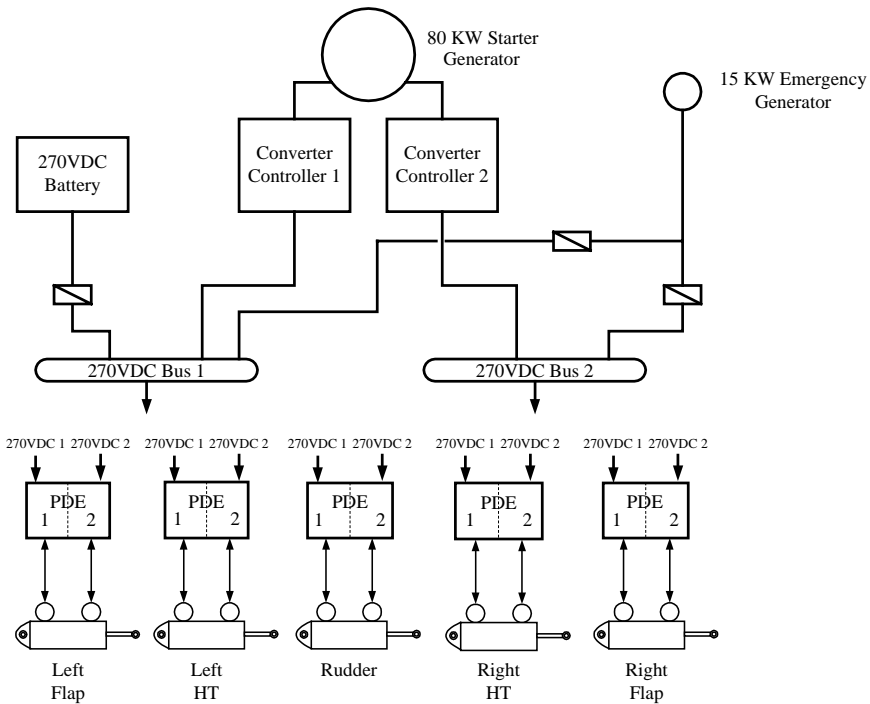 80 KW Starter
Generator
15 KW Emergency
Generator
270VDC
Battery
Converter
Controller 1
Converter
Controller 2
270VDC Bus 1
270VDC Bus 2
270VDC 1 270VDC 2
270VDC 1 270VDC 2
270VDC 1 270VDC 2
270VDC 1 270VDC 2
270VDC 1 270VDC 2
PDE
1 2
PDE
1 2
PDE
1 2
PDE
1 2
PDE
1 2
Left
Flap
Left
HT
Rudder
Right
HT
Right
Flap